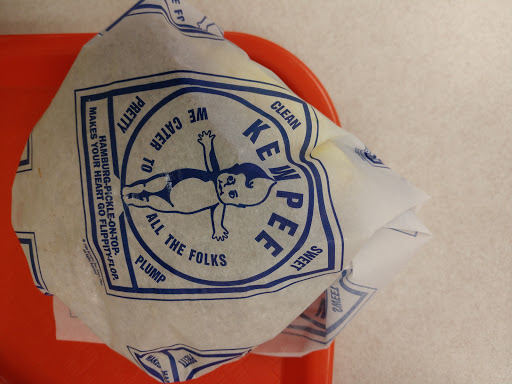 KEWPEE
CLEAN
SWEET
WE CATER TO
ALL THE FOLKS
PRETTY
PLUMP
HAMBURG-PICKLE-ON-TOP.
MAKES YOUR HEART GO FLIPPITY-FLOP.
SWEET